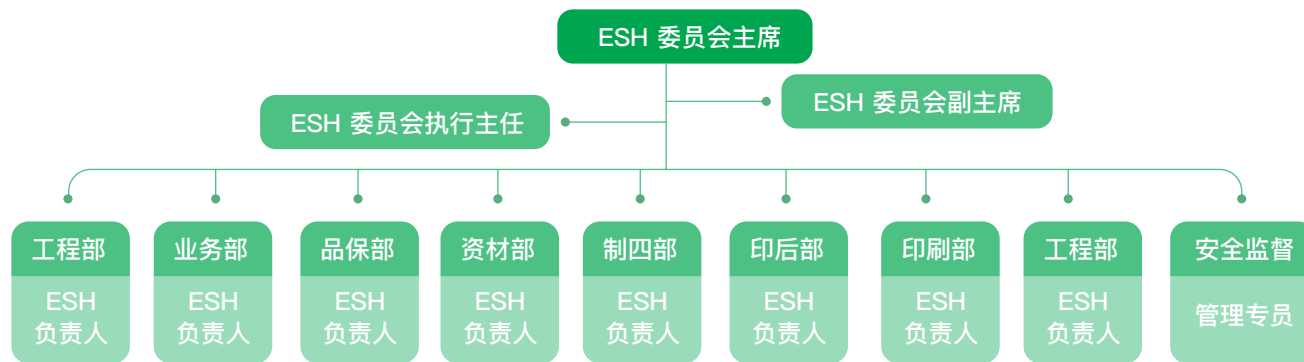 ESH 委员会主席
ESH 委员会副主席
ESH 委员会执行主任
工程部
ESH
负责人
业务部
ESH
负责人
品保部
ESH
负责人
资材部
ESH
负责人
制四部
ESH
负责人
印后部
ESH
负责人
印刷部
ESH
负责人
工程部
ESH
负责人
安全监督
管理专员